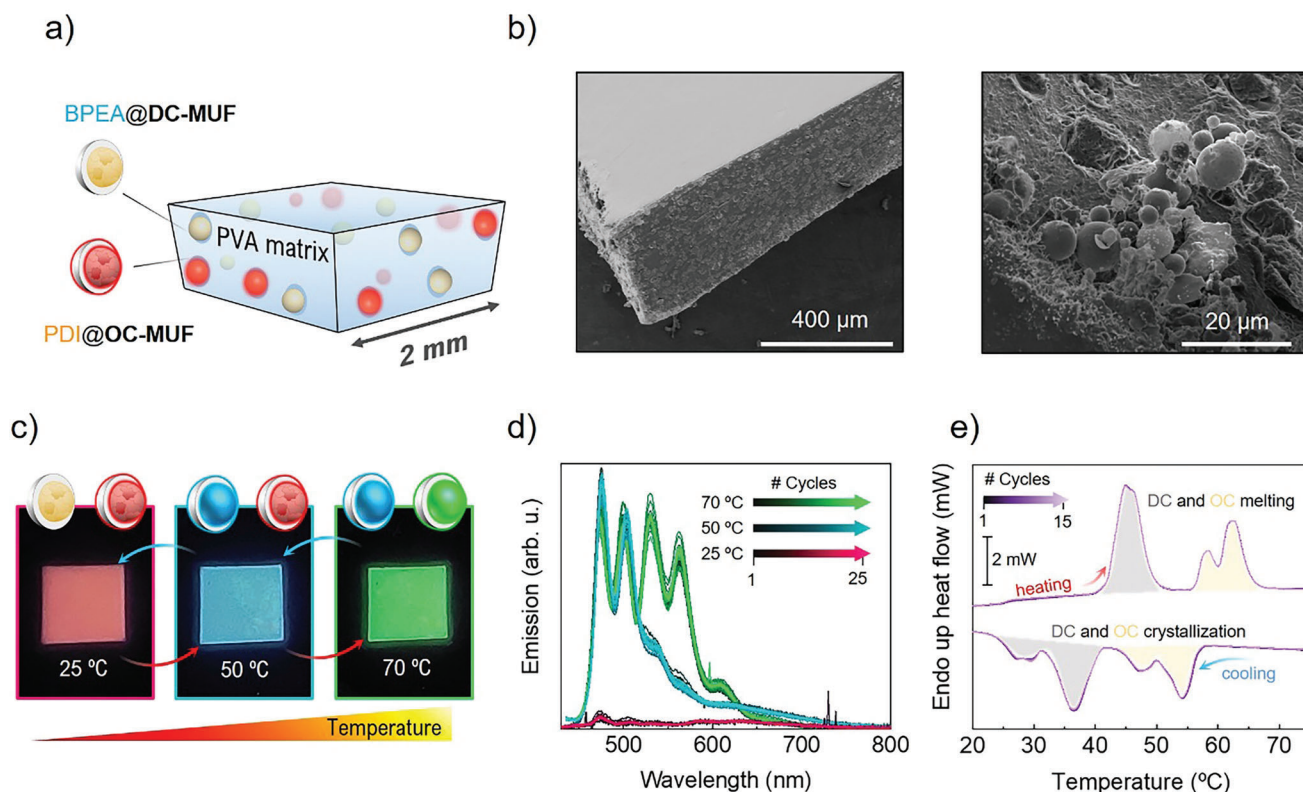 a)
BPEA@DC-MUF
PVA matrix
PDI@OC-MUF
2 mm
b)
400 µm
20 µm
c)
25 ºC
50 ºC
70 ºC
Temperature
d)
Emission (arb. u.)
# Cycles
70 ºC
50 ºC
25 ºC
1
25
500
600
700
800
Wavelength (nm)
e)
Endo up heat flow (mW)
# Cycles
1
15
DC and OC melting
2 mW
heating
DC and OC crystallization
cooling
20
30
40
50
60
70
Temperature (ºC)